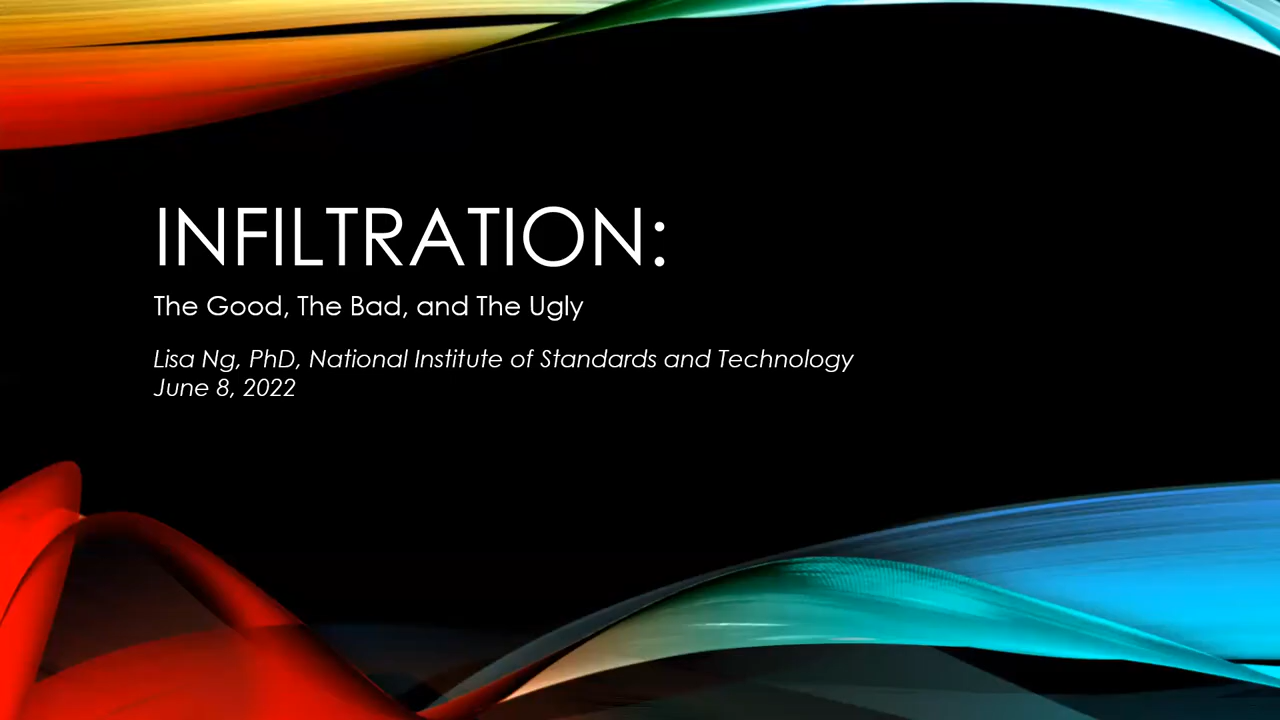 INFILTRATION:
The Good, The Bad, and The Ugly
Lisa Ng, PhD, National Institute of Standards and Technology
June 8, 2022